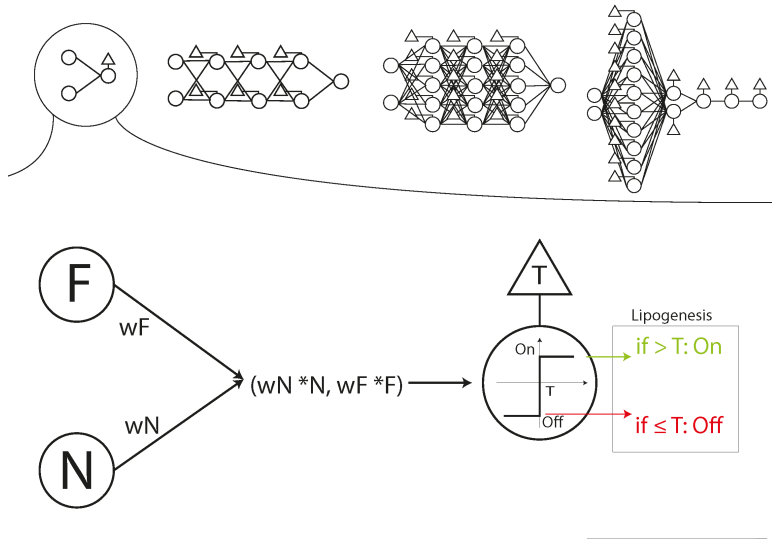 F
wF
(wN *N, wF *F)
wN
N
T
On
T
Off
Lipogenesis
if > T: On
if ≤ T: Off